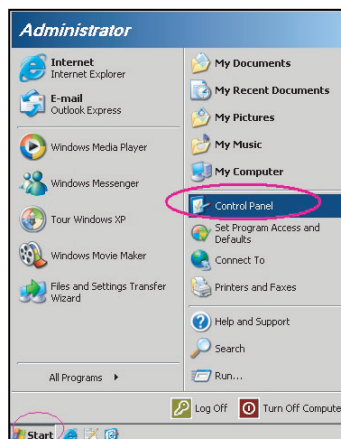 Administrator
Internet
Internet Explorer
E-mail
Outlook Express
Windows Media Player
Windows Messenger
Tour Windows XP
Windows Movie Maker
Files and Settings Transfer
Wizard
All Programs
My Documents
My Recent Documents
My Pictures
My Music
My Computer
Control Panel
Set Program Access and
Defaults
Connect To
Printers and Faxes
Help and Support
Search
Run...
Log Off
Turn Off Compute
Start